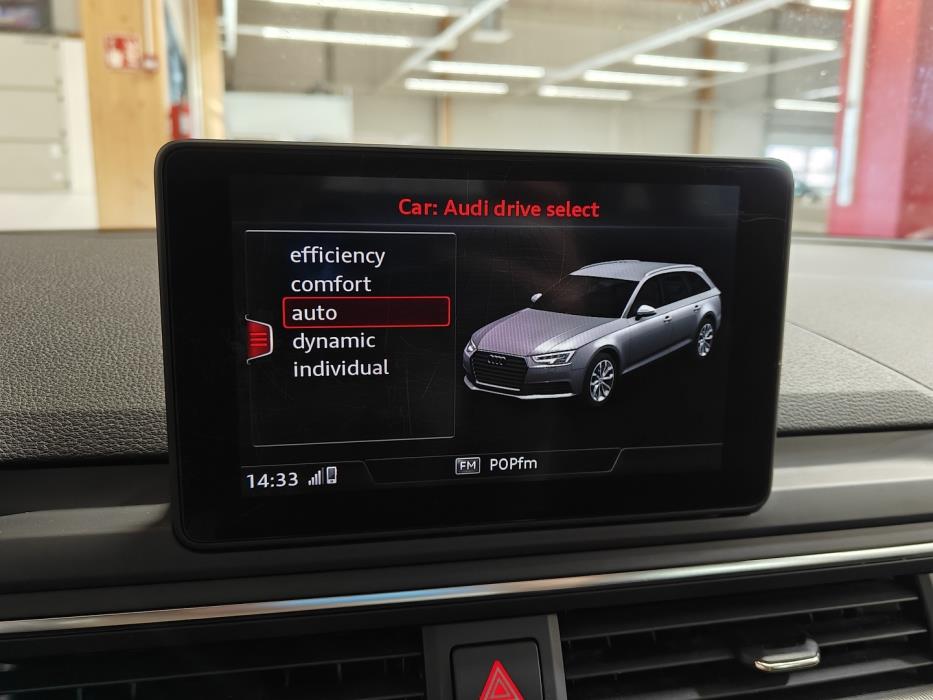 Car: Audi drive select
efficiency
comfort
auto
dynamic
individual
14:33
FM POPfm